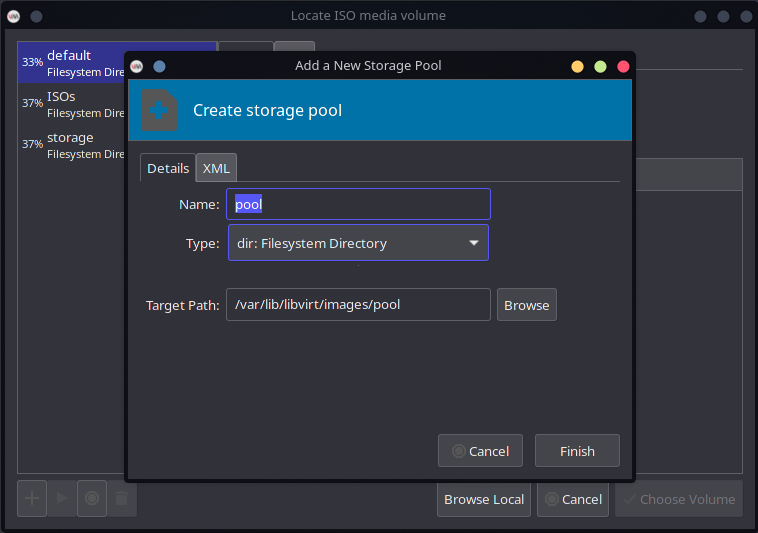 Locate ISO media volume
33%
default
Filesystem Dire
37%
ISOs
Filesystem Dire
37%
storage
Filesystem Dire
Add a New Storage Pool
Create storage pool
Details
XML
Name:
pool
Type:
dir: Filesystem Directory
Target Path:
/var/lib/libvirt/images/pool
Browse
Cancel
Finish
Browse Local
Cancel
Choose Volume